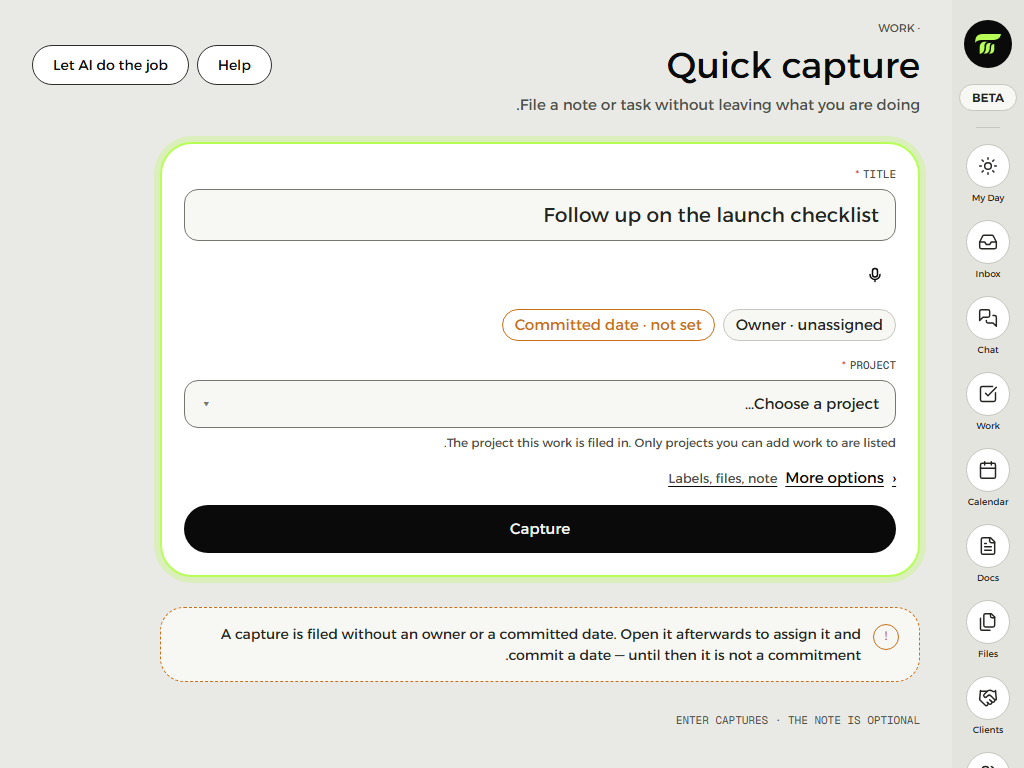 WORK ·
Quick capture
.File a note or task without leaving what you are doing
Let AI do the job
Help
BETA
My Day
Inbox
Chat
Work
Calendar
Docs
Files
Clients
* TITLE
Follow up on the launch checklist
Owner · unassigned
Committed date · not set
* PROJECT
...Choose a project
.The project this work is filed in. Only projects you can add work to are listed
› More options Labels, files, note
Capture
!
A capture is filed without an owner or a committed date. Open it afterwards to assign it and
.commit a date — until then it is not a commitment
ENTER CAPTURES · THE NOTE IS OPTIONAL